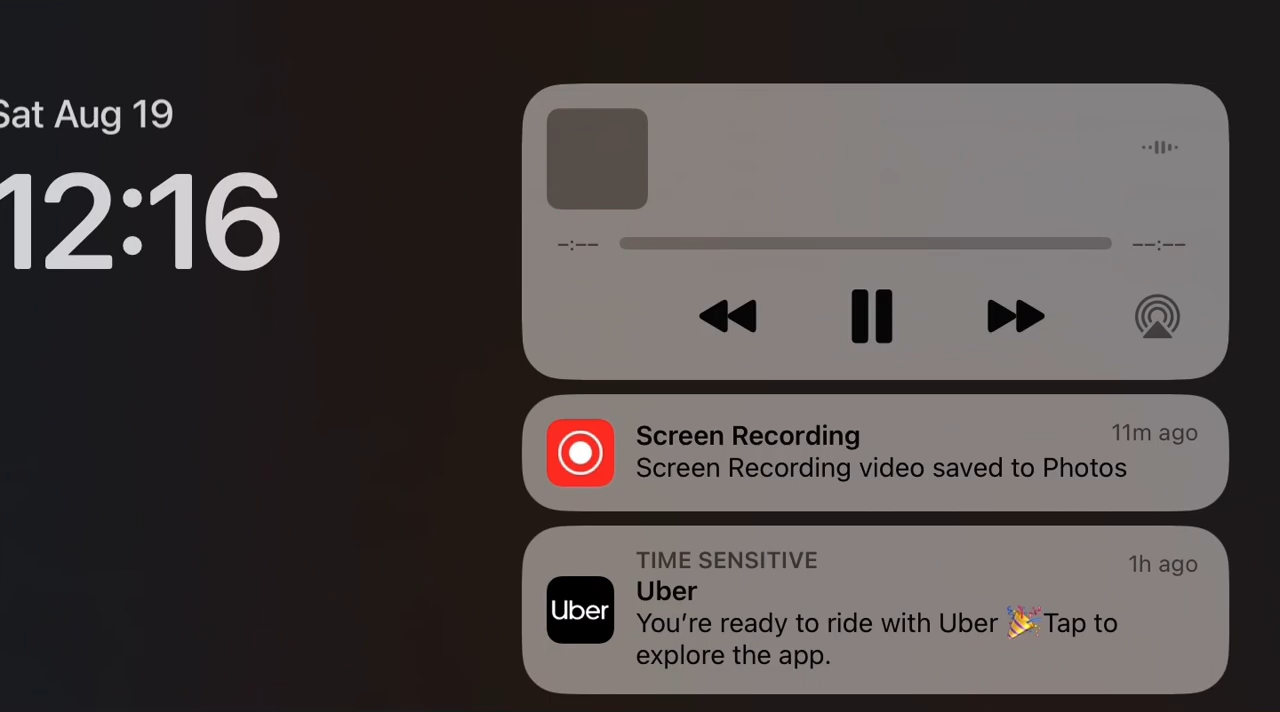 Sat Aug 19
12:16
-:-- --:--
Screen Recording 11m ago
Screen Recording video saved to Photos
TIME SENSITIVE 1h ago
Uber
Uber
You’re ready to ride with Uber 🎉Tap to
explore the app.